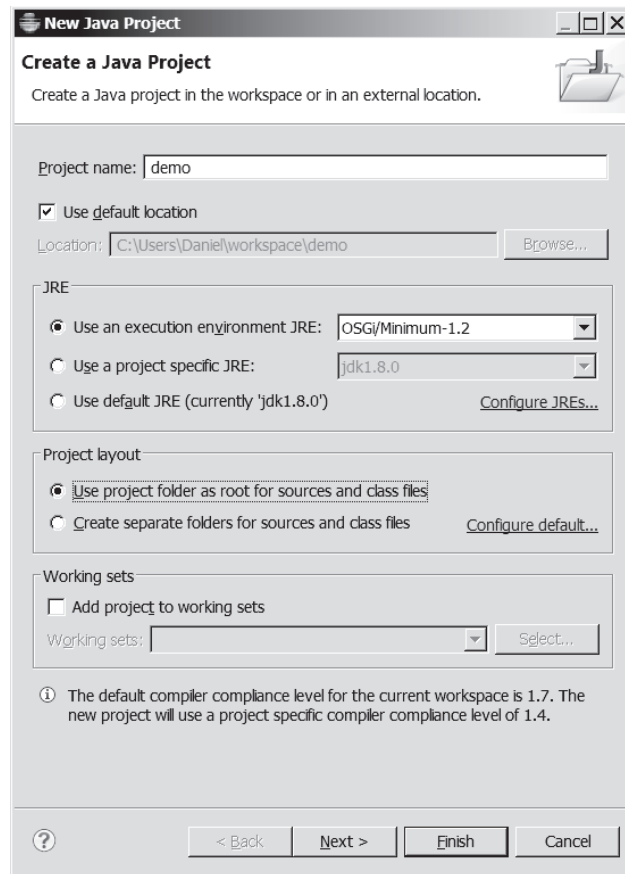 New Java Project
Create a Java Project
Create a Java project in the workspace or in an external location.
Project name: demo
Use default location
Location: C:\Users\Daniel\workspace\demo Browse...
JRE
Use an execution environment JRE: OSGi/Minimum-1.2
Use a project specific JRE: jdk1.8.0
Use default JRE (currently 'jdk1.8.0') Configure JREs...
Project layout
Use project folder as root for sources and class files
Create separate folders for sources and class files Configure default...
Working sets
Add project to working sets
Working sets: Select...
The default compiler compliance level for the current workspace is 1.7. The
new project will use a project specific compiler compliance level of 1.4.
? < Back Next > Finish Cancel